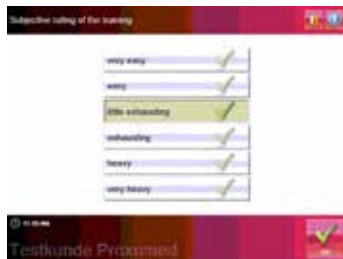 Subjective rating of the training
very easy
easy
little exhausting
exhausting
heavy
very heavy
Testkunde Proxomed